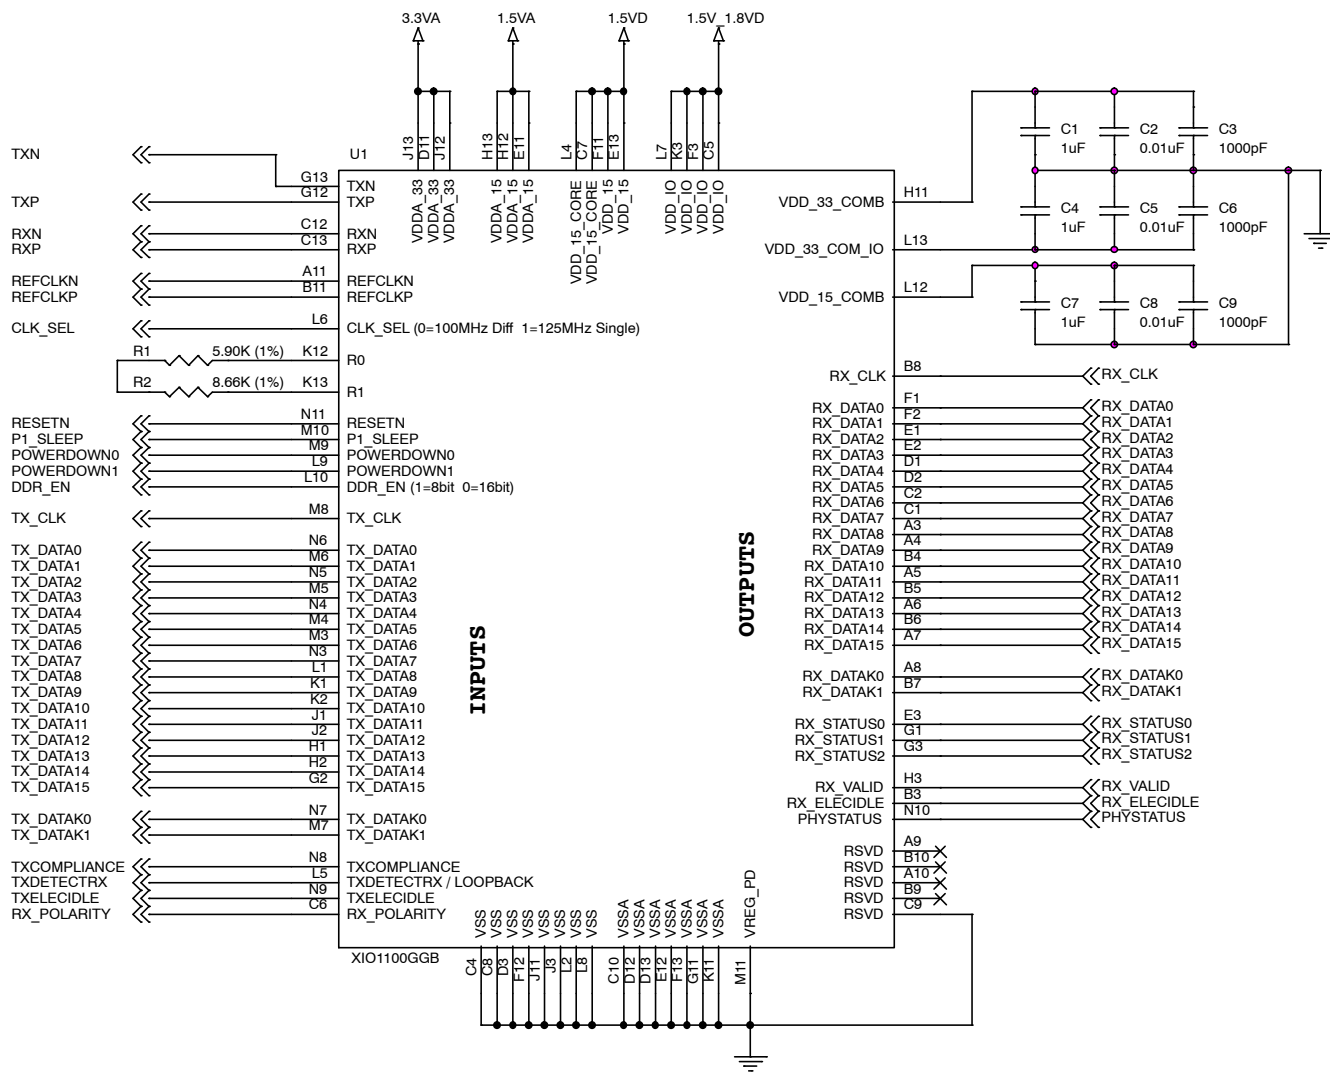 3.3VA 1.5VA 1.5VD 1.5V_1.8VD
J13 D11 J12 H13 H12 E11 L4 C7 F11 E13 L7 K3 F3 C5
VDDA_33 VDDA_33 VDDA_33 VDDA_15 VDDA_15 VDDA_15 VDD_15_CORE VDD_15_CORE VDD_15 VDD_15 VDD_IO VDD_IO VDD_IO VDD_IO
U1
TXN G13 TXN
TXP G12 TXP
RXN C12 RXN
RXP C13 RXP
REFCLKN A11 REFCLKN
REFCLKP B11 REFCLKP
CLK_SEL L6 CLK_SEL (0=100MHz Diff 1=125MHz Single)
R1 5.90K (1%) K12 R0
R2 8.66K (1%) K13 R1
RESETN N11 RESETN
P1_SLEEP M10 P1_SLEEP
POWERDOWN0 M9 POWERDOWN0
POWERDOWN1 L9 POWERDOWN1
DDR_EN L10 DDR_EN (1=8bit 0=16bit)
TX_CLK M8 TX_CLK
TX_DATA0 N6 TX_DATA0
TX_DATA1 M6 TX_DATA1
TX_DATA2 N5 TX_DATA2
TX_DATA3 M5 TX_DATA3
TX_DATA4 N4 TX_DATA4
TX_DATA5 M4 TX_DATA5
TX_DATA6 M3 TX_DATA6
TX_DATA7 N3 TX_DATA7
TX_DATA8 L1 TX_DATA8
TX_DATA9 K1 TX_DATA9
TX_DATA10 K2 TX_DATA10
TX_DATA11 J1 TX_DATA11
TX_DATA12 J2 TX_DATA12
TX_DATA13 H1 TX_DATA13
TX_DATA14 H2 TX_DATA14
TX_DATA15 G2 TX_DATA15
TX_DATAK0 N7 TX_DATAK0
TX_DATAK1 M7 TX_DATAK1
TXCOMPLIANCE N8 TXCOMPLIANCE
TXDETECTRX L5 TXDETECTRX / LOOPBACK
TXELECIDLE N9 TXELECIDLE
RX_POLARITY C6 RX_POLARITY
INPUTS
OUTPUTS
VDD_33_COMB H11
VDD_33_COM_IO L13
VDD_15_COMB L12
C1 C2 C3
1uF 0.01uF 1000pF
C4 C5 C6
1uF 0.01uF 1000pF
C7 C8 C9
1uF 0.01uF 1000pF
RX_CLK B8 RX_CLK
RX_DATA0 F1 RX_DATA0
RX_DATA1 F2 RX_DATA1
RX_DATA2 E1 RX_DATA2
RX_DATA3 E2 RX_DATA3
RX_DATA4 D1 RX_DATA4
RX_DATA5 D2 RX_DATA5
RX_DATA6 C2 RX_DATA6
RX_DATA7 C1 RX_DATA7
RX_DATA8 A3 RX_DATA8
RX_DATA9 A4 RX_DATA9
RX_DATA10 B4 RX_DATA10
RX_DATA11 A5 RX_DATA11
RX_DATA12 B5 RX_DATA12
RX_DATA13 A6 RX_DATA13
RX_DATA14 B6 RX_DATA14
RX_DATA15 A7 RX_DATA15
RX_DATAK0 A8 RX_DATAK0
RX_DATAK1 B7 RX_DATAK1
RX_STATUS0 E3 RX_STATUS0
RX_STATUS1 G1 RX_STATUS1
RX_STATUS2 G3 RX_STATUS2
RX_VALID H3 RX_VALID
RX_ELECIDLE B3 RX_ELECIDLE
PHYSTATUS N10 PHYSTATUS
RSVD A9
RSVD B10
RSVD A10
RSVD B9
RSVD C9
VSS VSS VSS VSS VSS VSS VSS VSS VSSA VSSA VSSA VSSA VSSA VSSA VSSA VREG_PD
XIO1100GGB
C4 C8 D3 F12 J11 J3 L2 L8 C10 D12 D13 E12 F13 G11 K11 M11